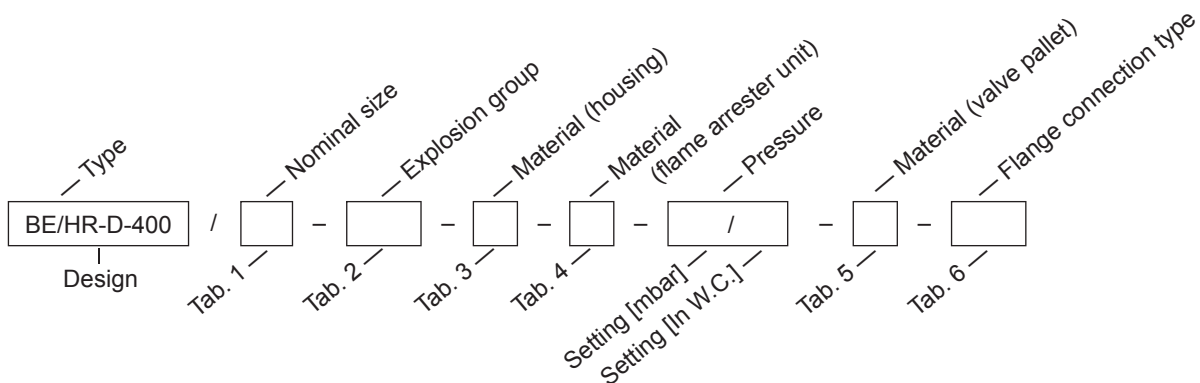 Type
Nominal size
Explosion group
Material (housing)
Material
(flame arrester unit)
Pressure
Material (valve pallet)
Flange connection type
BE/HR-D-400 / – – – – / – –
Design
Tab. 1
Tab. 2
Tab. 3
Tab. 4
Setting [mbar]
Setting [In W.C.]
Tab. 5
Tab. 6